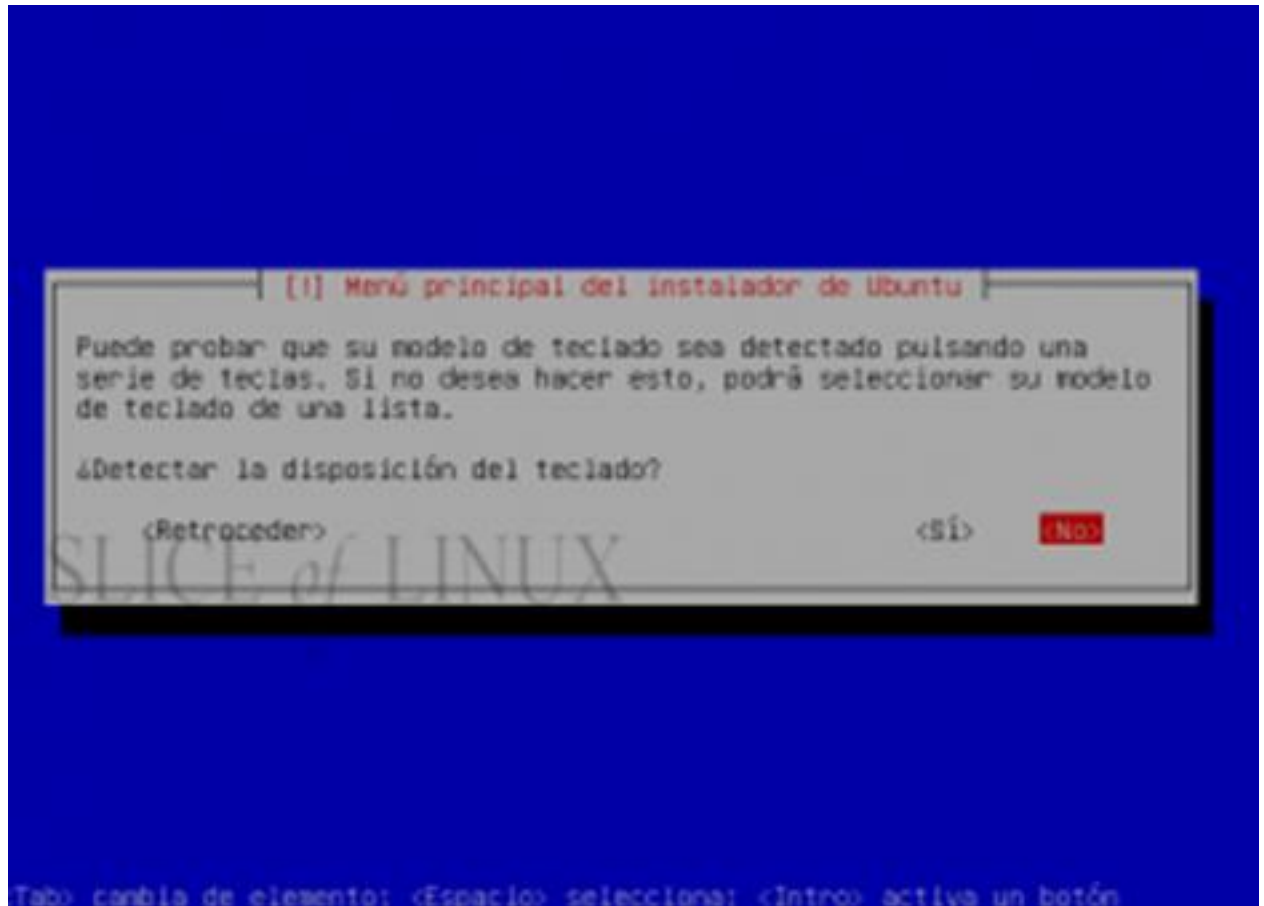 [!] Menú principal del instalador de Ubuntu
Puede probar que su modelo de teclado sea detectado pulsando una
serie de teclas. Si no desea hacer esto, podrá seleccionar su modelo
de teclado de una lista.
¿Detectar la disposición del teclado?
<Retroceder> <Sí> <No>
SLICE of LINUX
<Tab> cambia de elemento; <Espacio> selecciona; <Intro> activa un botón